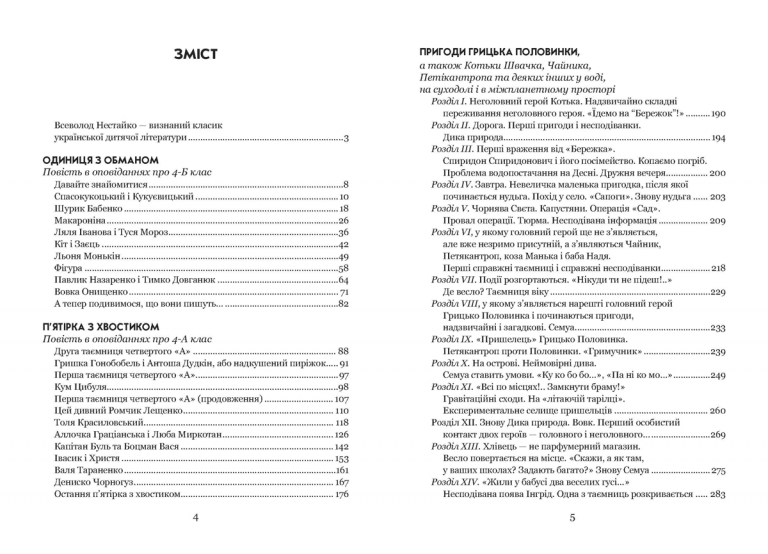 ЗМІСТ
Всеволод Нестайко — визнаний класик
української дитячої літератури ..........3
ОДИНИЦЯ З ОБМАНОМ
Повість в оповіданнях про 4-Б клас
Давайте знайомитися..........8
Спасокукоцький і Кукуєвицький .......... 10
Шурик Бабенко .......... 18
Макароніна..........26
Ляля Іванова і Туся Мороз..........36
Кіт і Заєць..........42
Льоня Монькін..........49
Фігура ..........58
Павлик Назаренко і Тимко Довганюк ..........64
Вовка Онищенко.......... 71
А тепер подивимося, що вони пишуть... ..........82
П'ЯТІРКА З ХВОСТИКОМ
Повість в оповіданнях про 4-А клас
Друга таємниця четвертого «А» .......... 88
Гришка Гонобобель і Антоша Дудкін, або надкушений пиріжок..... 91
Перша таємниця четвертого «А»..........97
Кум Цибуля..........98
Перша таємниця четвертого «А» (продовження) .......... 107
Цей дивний Ромчик Лещенко.......... 110
Толя Красиловський.......... 118
Аллочка Граціанська і Люба Миркотан .......... 126
Капітан Буль та Боцман Вася .......... 142
Івасик і Христя .......... 153
Валя Тараненко..........161
Дениско Чорногуз.......... 167
Остання п'ятірка з хвостиком.......... 176
4
ПРИГОДИ ГРИЦЬКА ПОЛОВИНКИ,
а також Котьки Швачка, Чайника,
Петікантропа та деяких інших у воді,
на суходолі і в міжпланетному просторі
Розділ I. Неголовний герой Котька. Надзвичайно складні
переживання неголовного героя. «Їдемо на “Бережок”!» .......... 190
Розділ II. Дорога. Перші пригоди і несподіванки.
Дика природа.......... 194
Розділ III. Перші враження від «Бережка».
Спиридон Спиридонович і його посімейство. Копаємо погріб.
Проблема водопостачання на Десні. Дружня вечеря.......... 200
Розділ IV. Завтра. Невеличка маленька пригодка, після якої
починається нудьга. Похід у село. «Сапоги». Знову нудьга ..... 203
Розділ V. Чорнява Свєта. Капустяни. Операція «Сад».
Провал операції. Тюрма. Несподівана інформація .......... 209
Розділ VI, у якому головний герой ще не з'являється,
але вже незримо присутній, а з'являються Чайник,
Петякантроп, коза Манька і баба Надя.
Перші справжні таємниці і справжні несподіванки..........218
Розділ VII. Події розгортаються. «Нікуди ти не підеш!..»
Де весло? Таємниця віку ..........229
Розділ VIII, у якому з'являється нарешті головний герой
Грицько Половинка і починаються пригоди,
надзвичайні і загадкові. Семуа..........233
Розділ IX. «Пришелець» Грицько Половинка.
Петякантроп проти Половинки. «Гримучник» ..........239
Розділ X. На острові. Неймовірні дива.
Семуа ставить умови. «Ку ко бо бо...», «Па ні ко мо...» ..........249
Розділ XI. «Всі по місцях!.. Замкнути браму!»
Гравітаційні сходи. На «літаючій тарілці».
Експериментальне селище пришельців .......... 260
Розділ XII. Знову Дика природа. Вовк. Перший особистий
контакт двох героїв — головного і неголовного..........269
Розділ XIII. Хлівець — не парфумерний магазин.
Весло повертається на місце. «Скажи, а як там,
у ваших школах? Задають багато?» Знову Семуа .......... 275
Розділ XIV. «Жили у бабусі два веселих гусі...»
Несподівана поява Інгрід. Одна з таємниць розкривається ..... 283
5